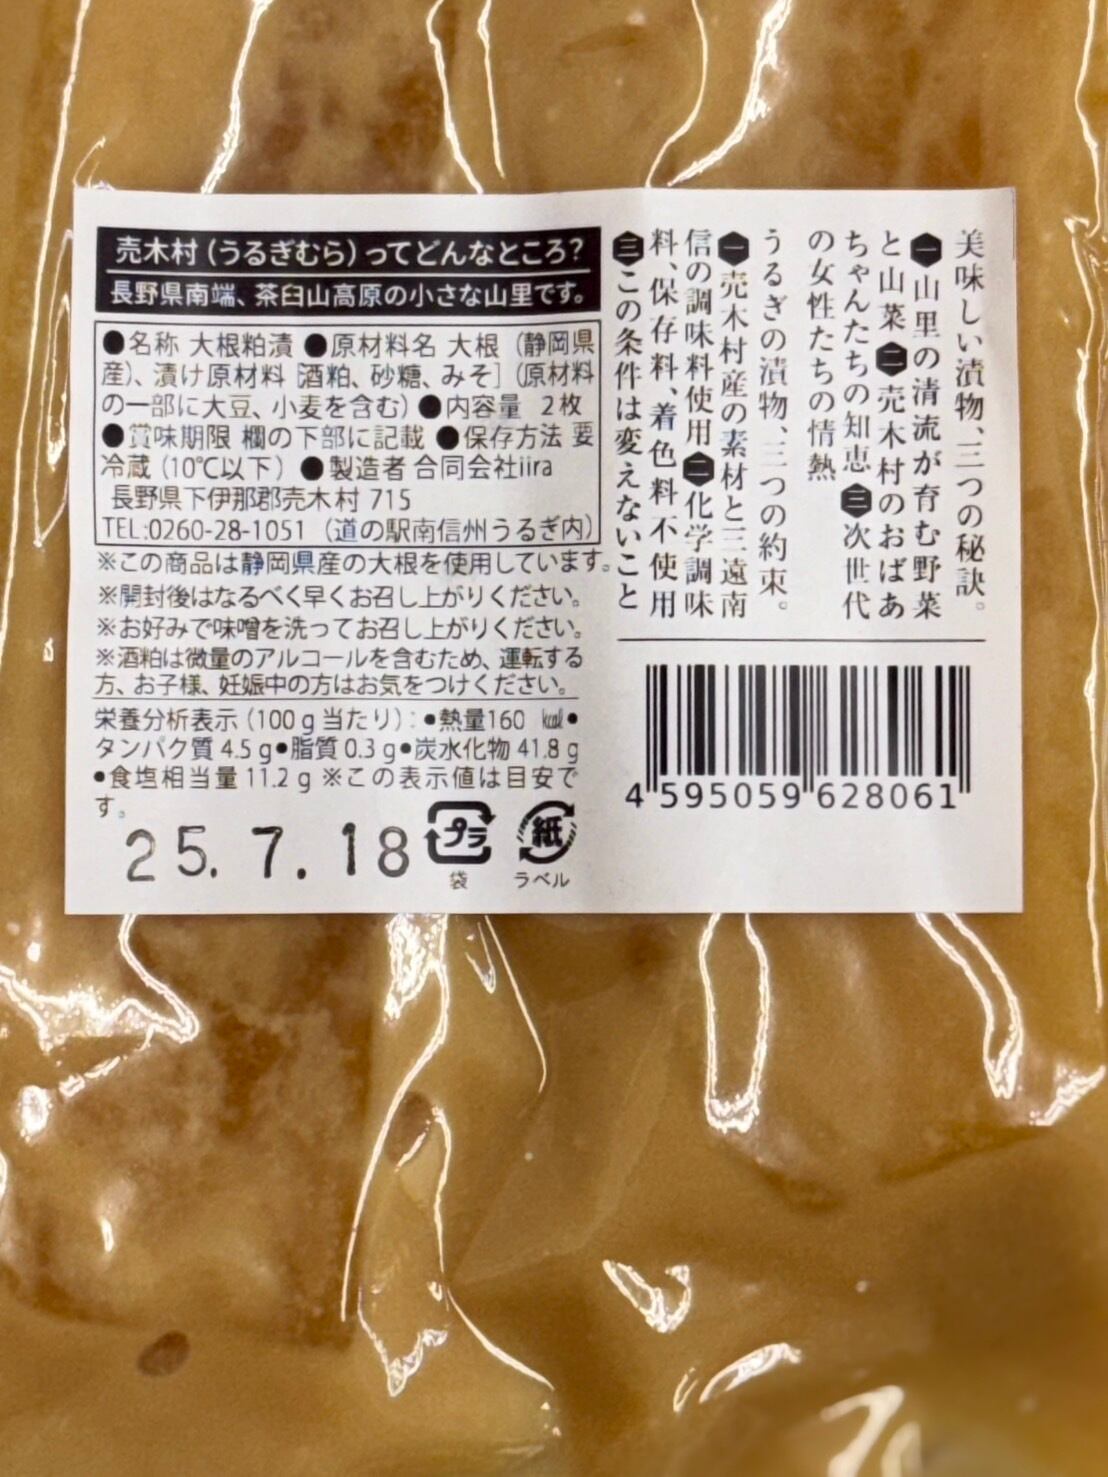 売木村（うるぎむら）ってどんなところ？
長野県南端、茶臼山高原の小さな山里です。
●名称 大根粕漬 ●原材料名 大根（静岡県
産）、漬け原材料［酒粕、砂糖、みそ］（原材料
の一部に大豆、小麦を含む）●内容量 2枚
●賞味期限 欄の下部に記載 ●保存方法 要
冷蔵（10℃以下）●製造者 合同会社iira
長野県下伊那郡売木村 715
TEL:0260-28-1051（道の駅南信州うるぎ内）
※この商品は静岡県産の大根を使用しています。
※開封後はなるべく早くお召し上がりください。
※お好みで味噌を洗ってお召し上がりください。
※酒粕は微量のアルコールを含むため、運転する
方、お子様、妊娠中の方はお気をつけください。
栄養分析表示（100g当たり）：●熱量160 kcal●
タンパク質 4.5g●脂質 0.3g●炭水化物 41.8g
●食塩相当量 11.2g ※この表示値は目安で
す。
25.7.18
プラ
袋
紙
ラベル
美味しい漬物、三つの秘訣。
一山里の清流が育む野菜
と山菜二売木村のおばあ
ちゃんたちの知恵三次世代
の女性たちの情熱
うるぎの漬物、三つの約束。
一売木村産の素材と三遠南
信の調味料使用二化学調味
料、保存料、着色料不使用
三この条件は変えないこと
4 595059 628061